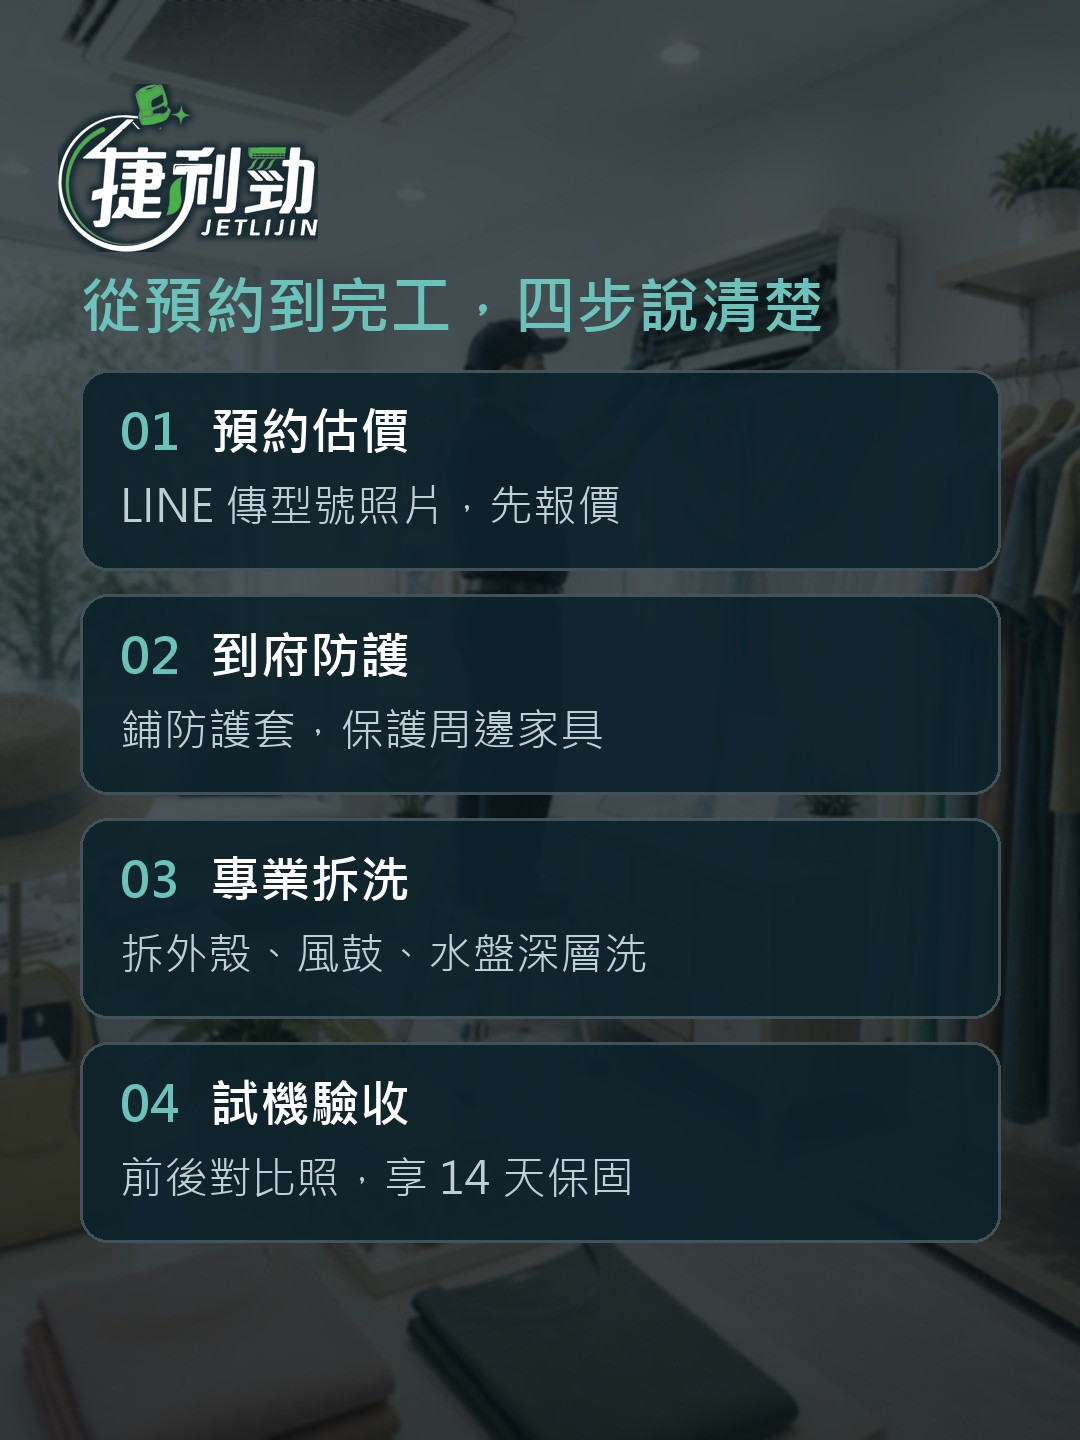 捷利勁
JETLIJIN
從預約到完工，四步說清楚
01 預約估價
LINE 傳型號照片，先報價
02 到府防護
鋪防護套，保護周邊家具
03 專業拆洗
拆外殼、風鼓、水盤深層洗
04 試機驗收
前後對比照，享 14 天保固